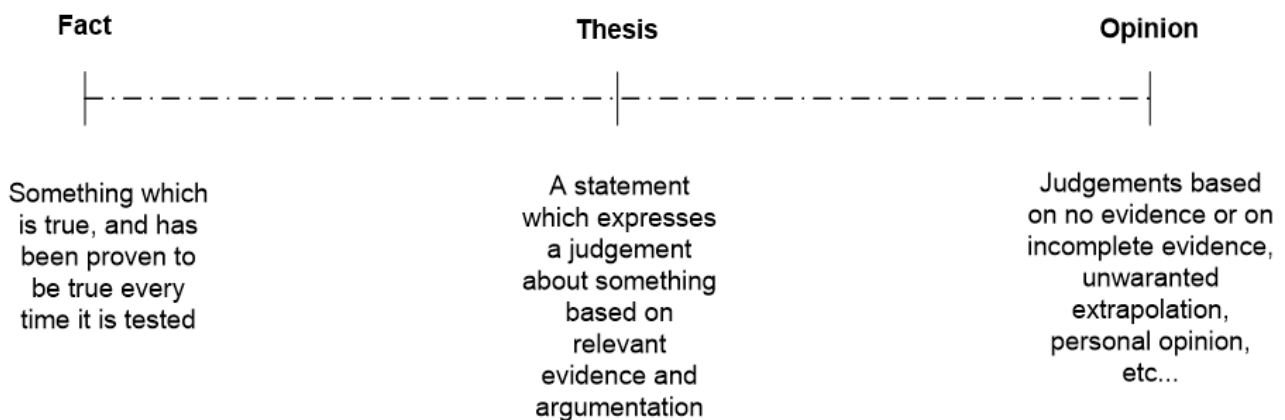 Fact
Thesis
Opinion
Something which
is true, and has
been proven to
be true every
time it is tested
A statement
which expresses
a judgement
about something
based on
relevant
evidence and
argumentation
Judgements based
on no evidence or on
incomplete evidence,
unwaranted
extrapolation,
personal opinion,
etc...